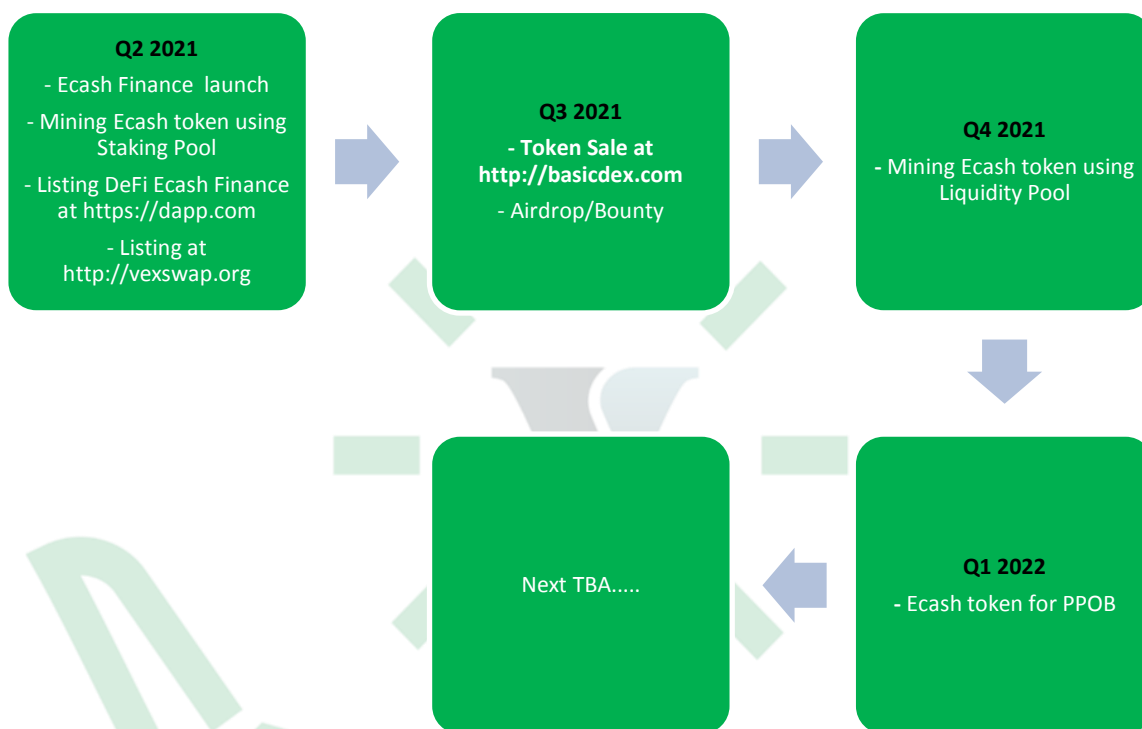 Q2 2021
- Ecash Finance launch
- Mining Ecash token using
Staking Pool
- Listing DeFi Ecash Finance
at https://dapp.com
- Listing at
http://vexswap.org
Q3 2021
- Token Sale at
http://basicdex.com
- Airdrop/Bounty
Q4 2021
- Mining Ecash token using
Liquidity Pool
Q1 2022
- Ecash token for PPOB
Next TBA.....